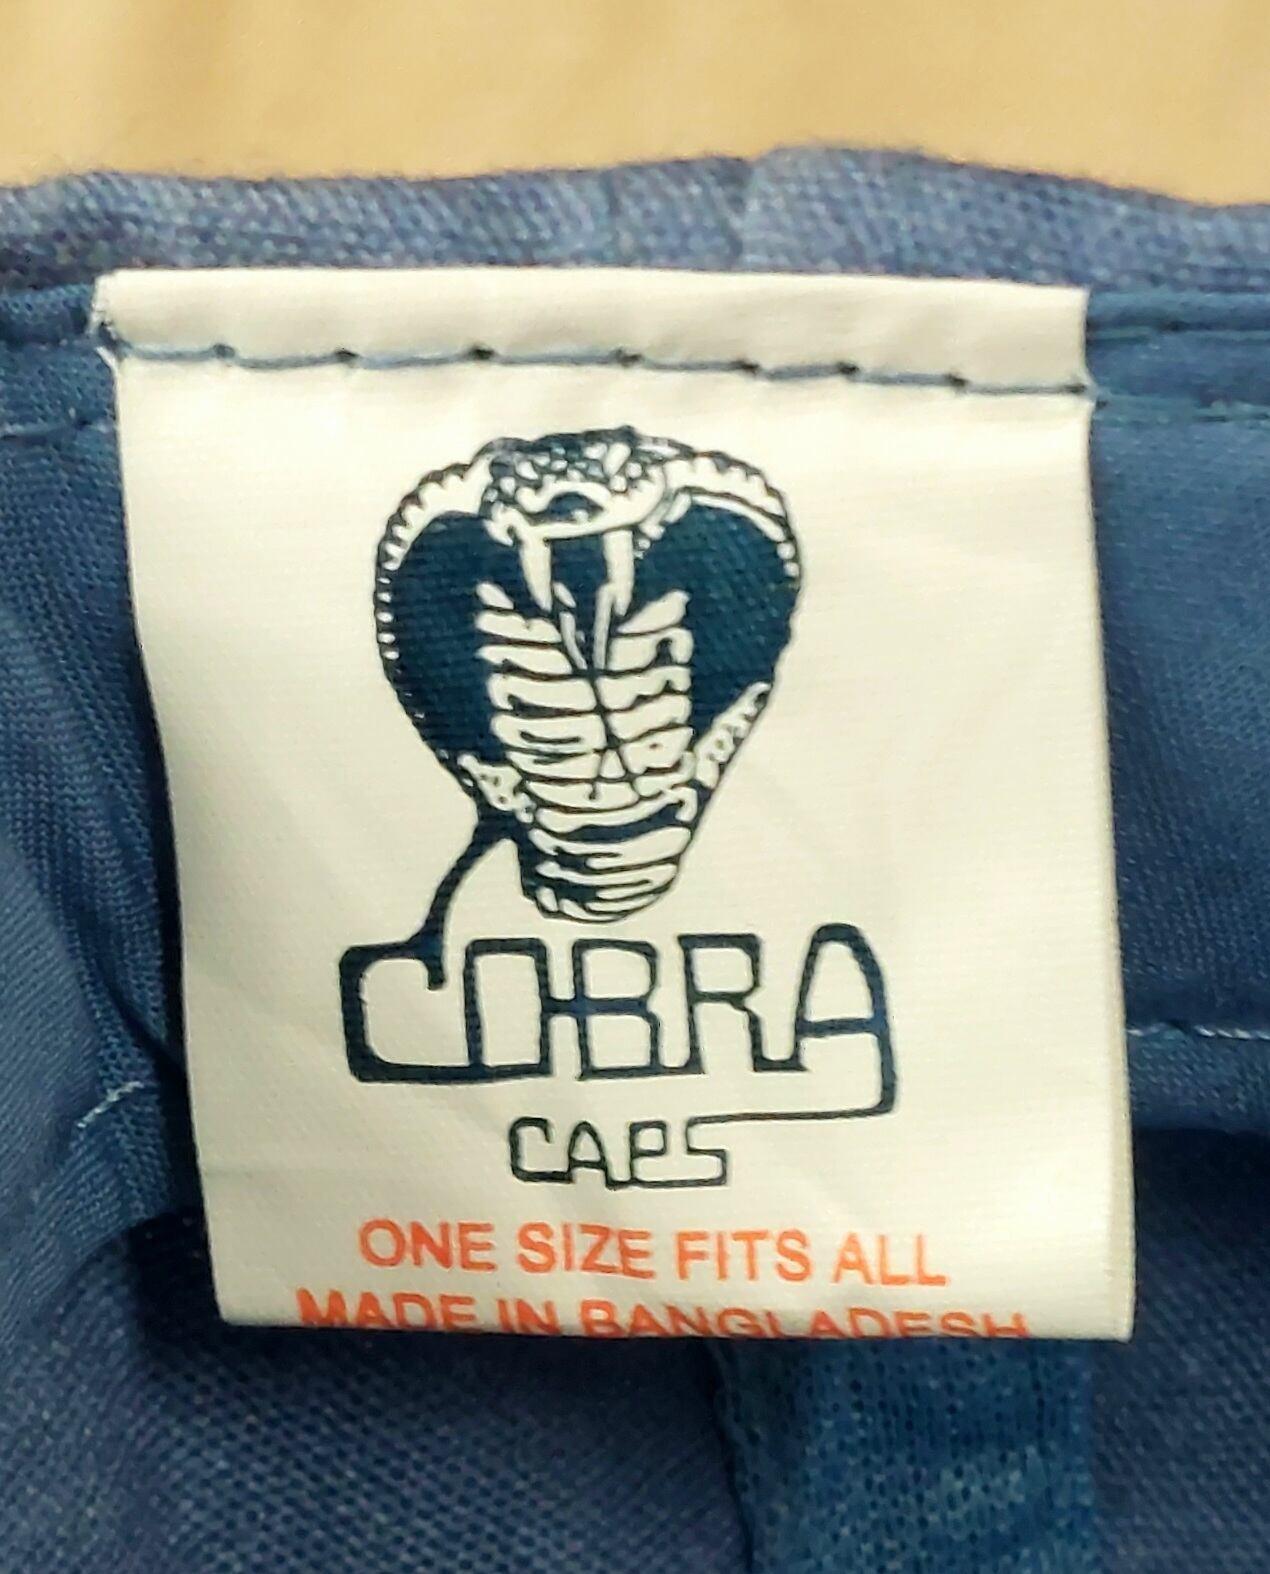 COBRA
CAPS
ONE SIZE FITS ALL
MADE IN BANGLADESH